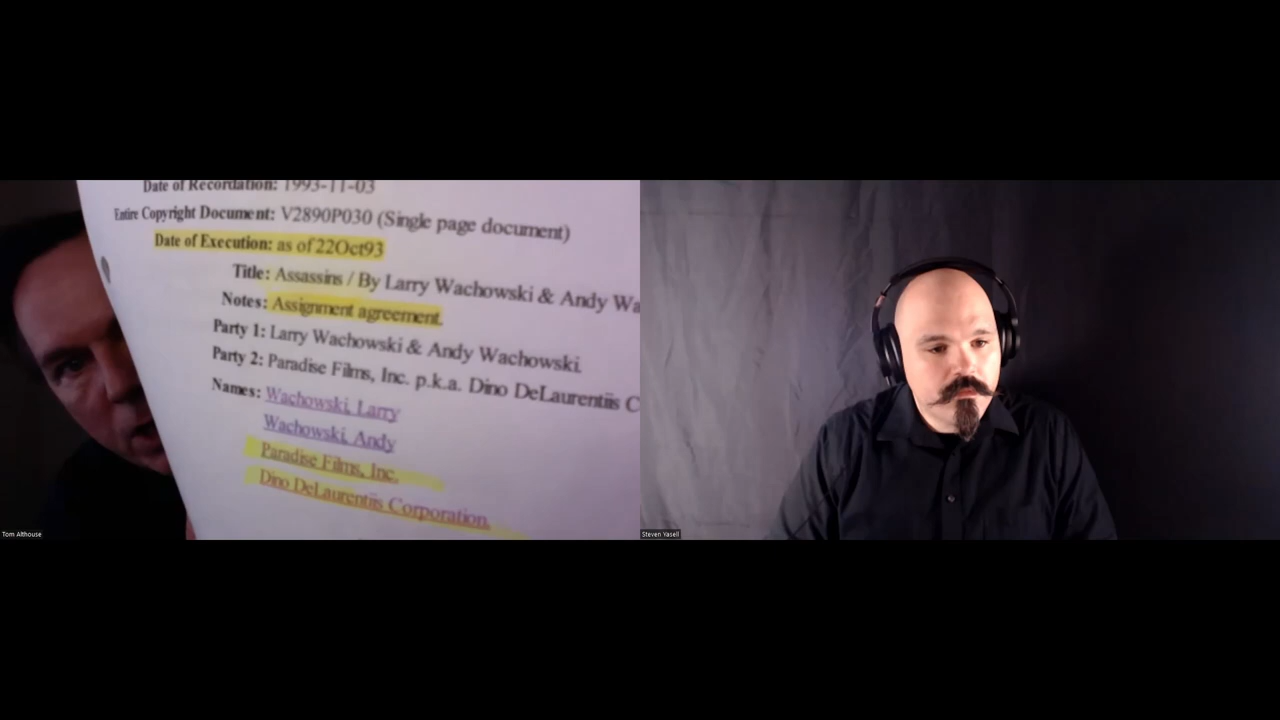 Date of Recordation: 1993-11-03
Entire Copyright Document: V2890P030 (Single page document)
Date of Execution: as of 22Oct93
Title: Assassins / By Larry Wachowski & Andy Wa
Notes: Assignment agreement.
Party 1: Larry Wachowski & Andy Wachowski.
Party 2: Paradise Films, Inc. p.k.a. Dino DeLaurentiis C
Names: Wachowski, Larry
Wachowski, Andy
Paradise Films, Inc.
Dino DeLaurentiis Corporation.
Tom Althouse
Steven Yasell